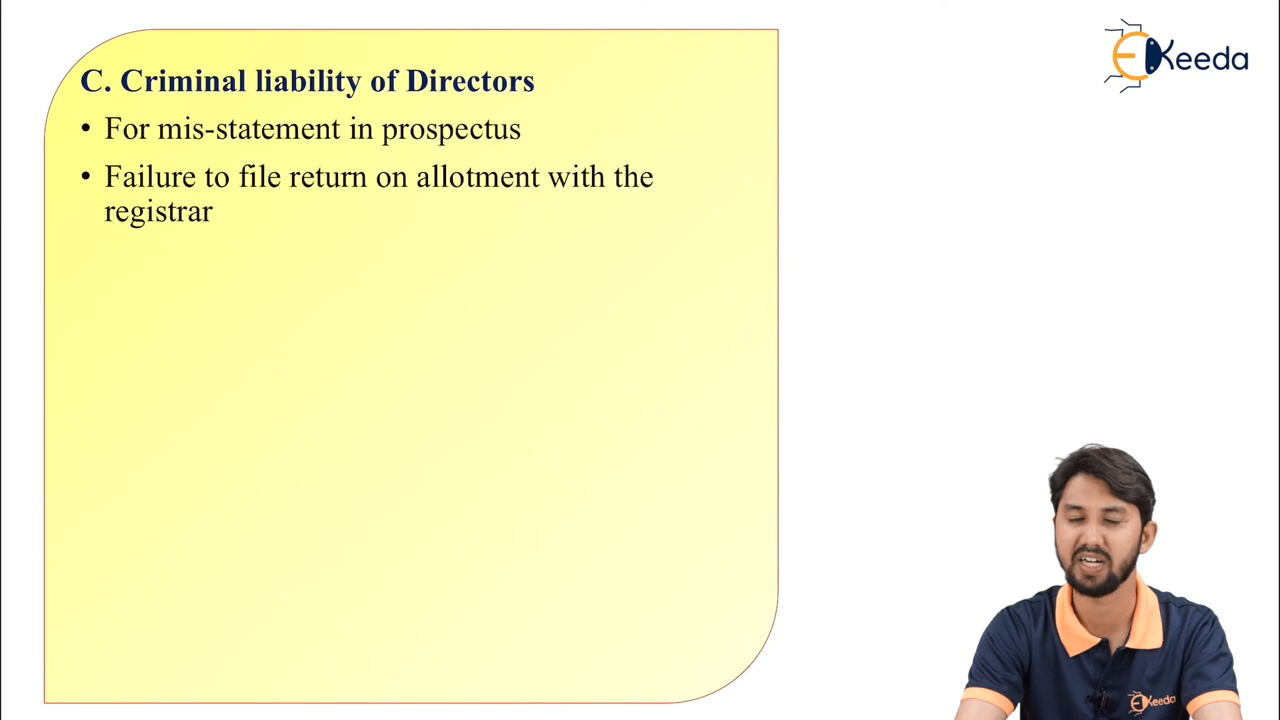 C. Criminal liability of Directors
• For mis-statement in prospectus
• Failure to file return on allotment with the
registrar
EKeeda
EKeeda